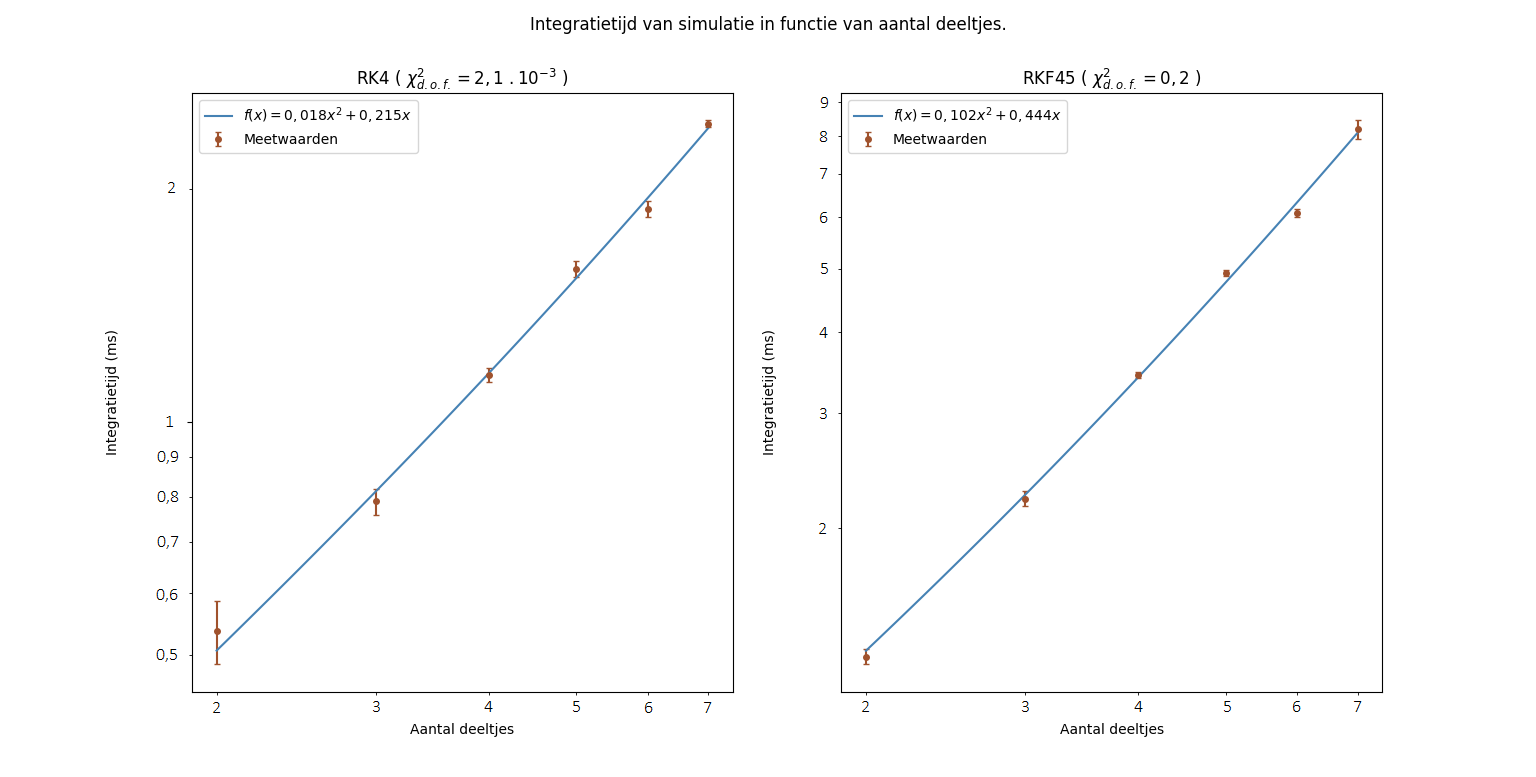 Integratietijd van simulatie in functie van aantal deeltjes.
RK4 ( χ²d.o.f. = 2, 1 . 10⁻³ )
f(x) = 0, 018x² + 0, 215x
Meetwaarden
2
1
0,9
0,8
0,7
0,6
0,5
Integratietijd (ms)
2 3 4 5 6 7
Aantal deeltjes
RKF45 ( χ²d.o.f. = 0, 2 )
f(x) = 0, 102x² + 0, 444x
Meetwaarden
9
8
7
6
5
4
3
2
Integratietijd (ms)
2 3 4 5 6 7
Aantal deeltjes